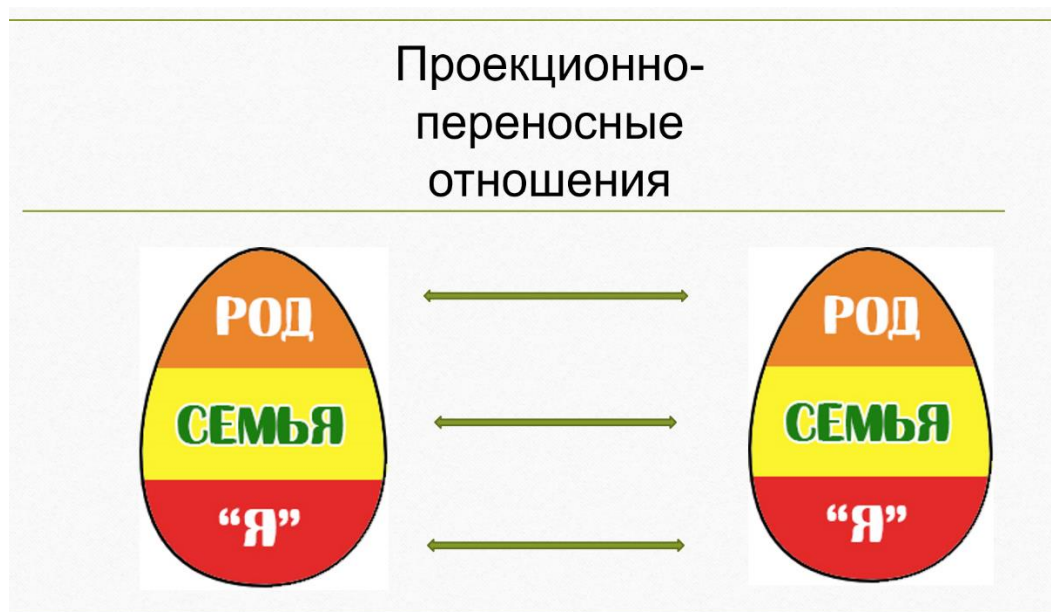 Проекционно-
переносные
отношения
РОД
СЕМЬЯ
“Я”
РОД
СЕМЬЯ
“Я”